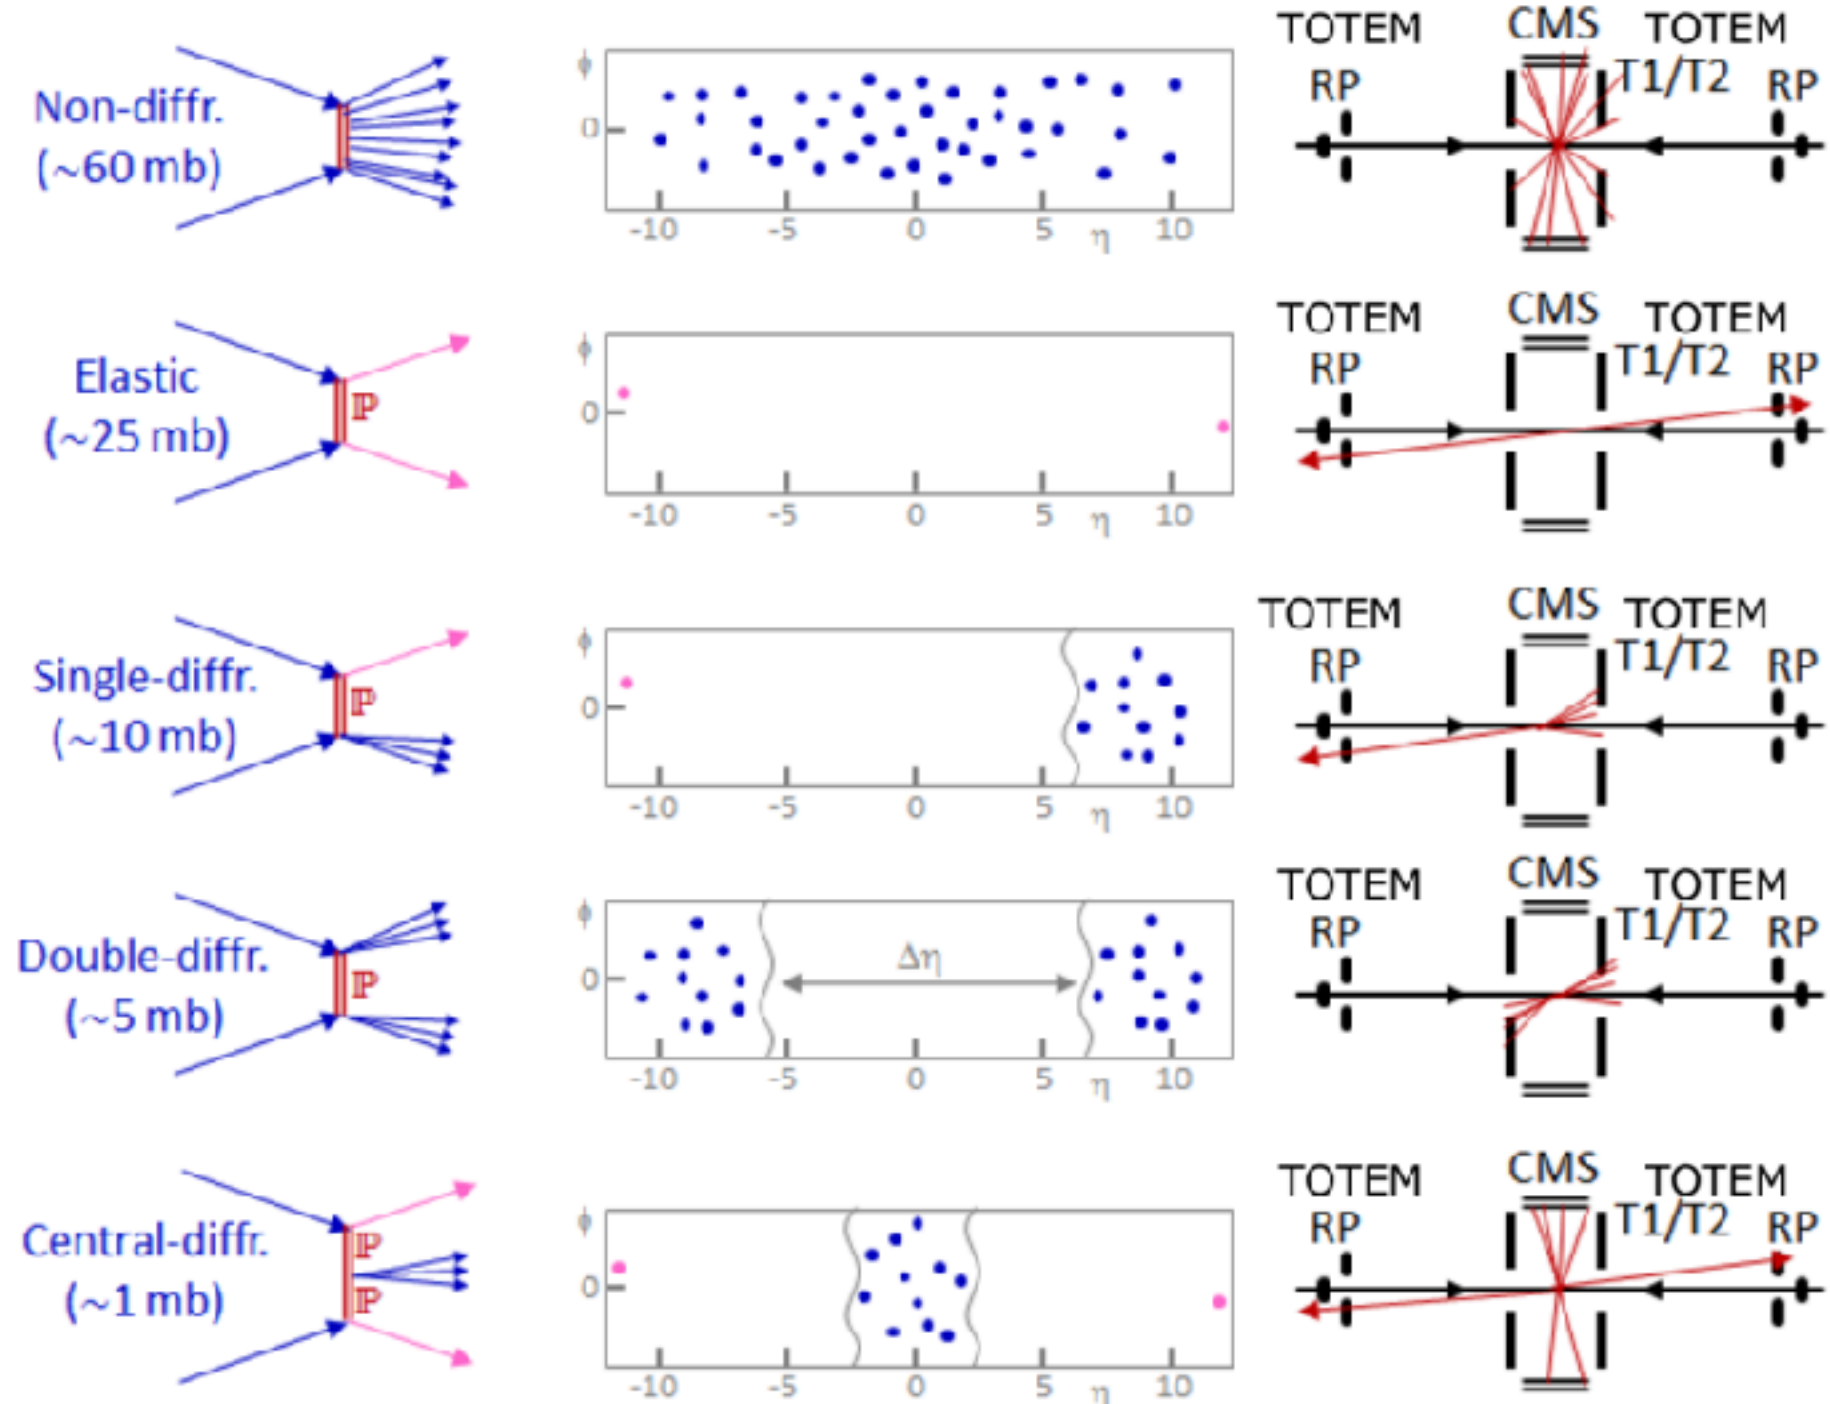 TOTEM CMS TOTEM
Non-diffr.
(~60 mb)
ϕ
0
-10 -5 0 5 η 10
RP T1/T2 RP
TOTEM CMS TOTEM
Elastic
(~25 mb)
ℙ
ϕ
0
-10 -5 0 5 η 10
RP T1/T2 RP
TOTEM CMS TOTEM
Single-diffr.
(~10 mb)
ℙ
ϕ
0
-10 -5 0 5 η 10
RP T1/T2 RP
TOTEM CMS TOTEM
Double-diffr.
(~5 mb)
ℙ
ϕ
0
Δη
-10 -5 0 5 η 10
RP T1/T2 RP
TOTEM CMS TOTEM
Central-diffr.
(~1 mb)
ℙ
ℙ
ϕ
0
-10 -5 0 5 η 10
RP T1/T2 RP